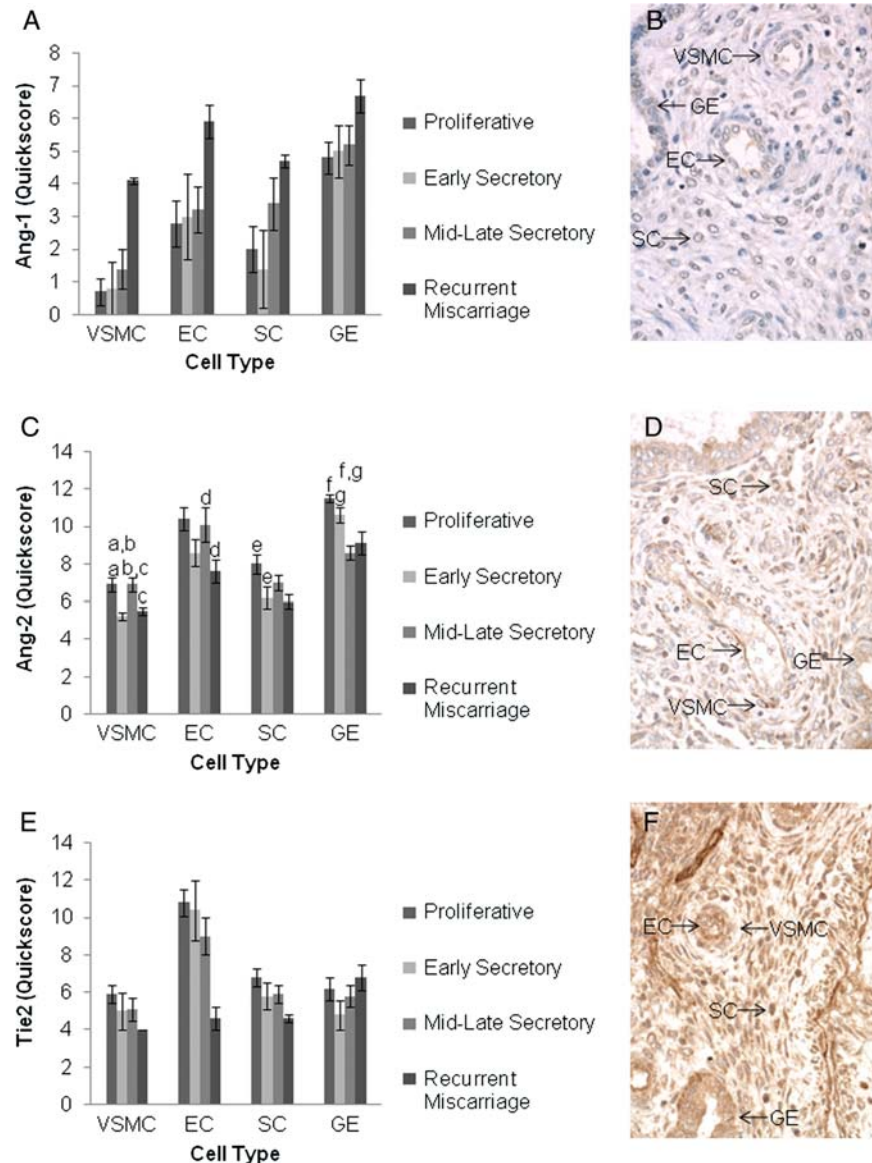 A
Ang-1 (Quickscore)
8
7
6
5
4
3
2
1
0
VSMC EC SC GE
Cell Type
Proliferative
Early Secretory
Mid-Late Secretory
Recurrent
Miscarriage
B
VSMC
GE
EC
SC
C
Ang-2 (Quickscore)
14
12
10
8
6
4
2
0
a,b
a b,c
c
d
d
e
e
f,g
f
g
VSMC EC SC GE
Cell Type
Proliferative
Early Secretory
Mid-Late Secretory
Recurrent
Miscarriage
D
SC
EC
GE
VSMC
E
Tie2 (Quickscore)
14
12
10
8
6
4
2
0
VSMC EC SC GE
Cell Type
Proliferative
Early Secretory
Mid-Late Secretory
Recurrent
Miscarriage
F
EC
VSMC
SC
GE